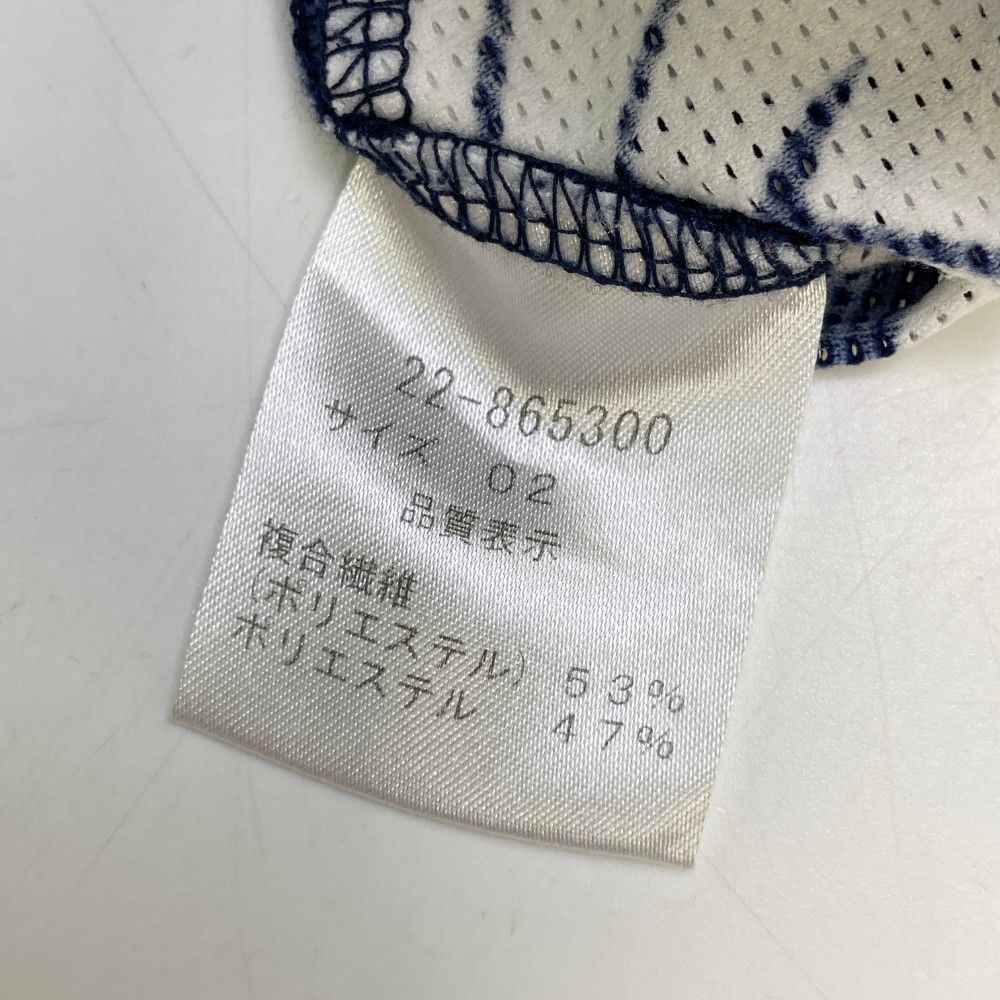 22-865300
サイズ 02
品質表示
複合繊維
(ポリエステル) 53%
ポリエステル 47%